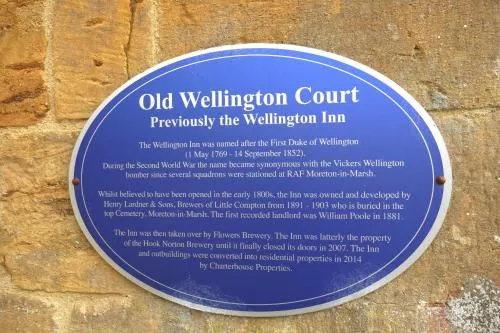 Old Wellington Court
Previously the Wellington Inn
The Wellington Inn was named after the First Duke of Wellington
(1 May 1769 - 14 September 1852).
During the Second World War the name became synonymous with the Vickers Wellington
bomber since several squadrons were stationed at RAF Moreton-in-Marsh.
Whilst believed to have been opened in the early 1800s, the Inn was owned and developed by
Henry Lardner & Sons, Brewers of Little Compton from 1891 - 1903 who is buried in the
top Cemetery, Moreton-in-Marsh. The first recorded landlord was William Poole in 1881.
The Inn was then taken over by Flowers Brewery. The Inn was latterly the property
of the Hook Norton Brewery until it finally closed its doors in 2007. The Inn
and outbuildings were converted into residential properties in 2014
by Charterhouse Properties.